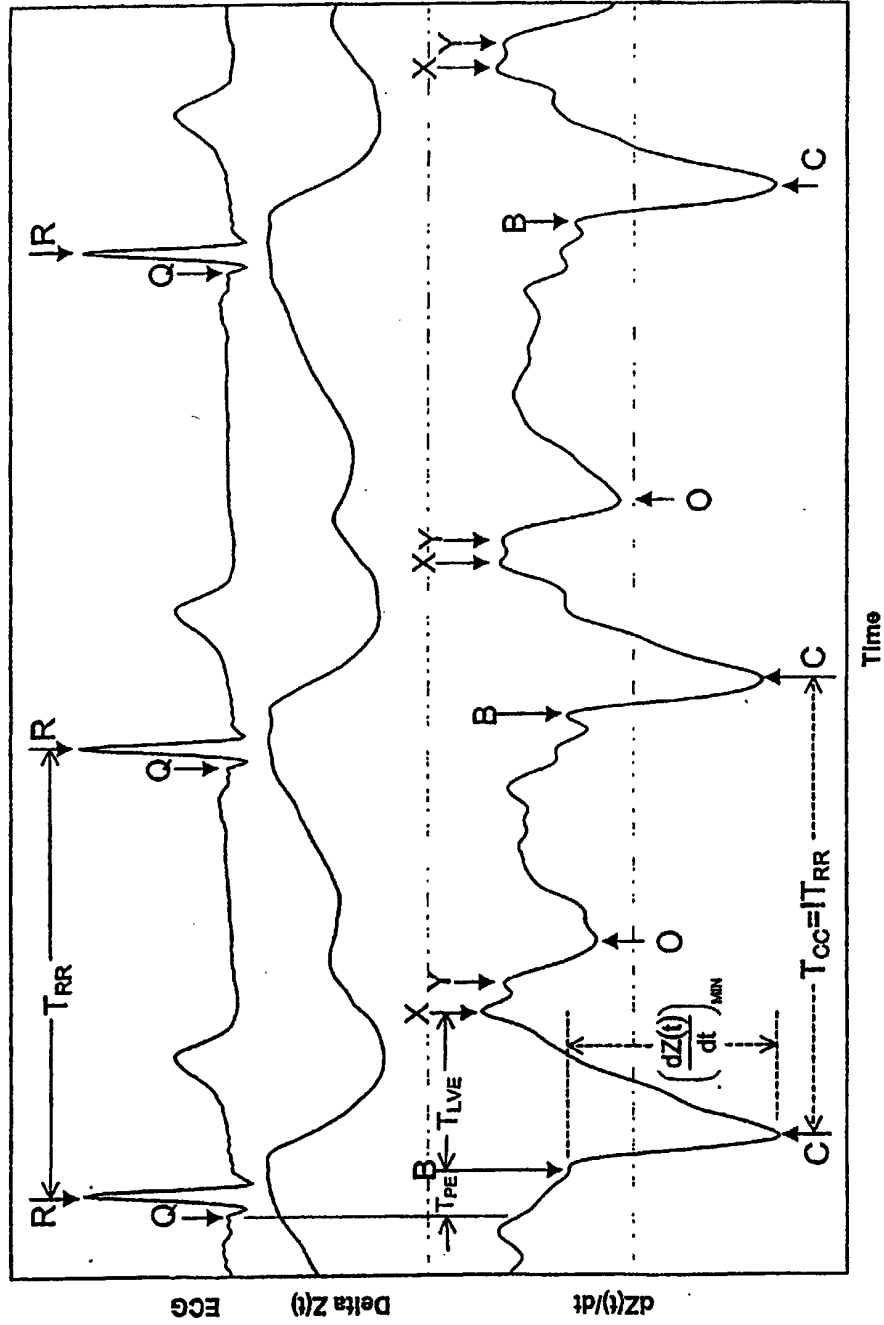 R
R
R
T_RR
Q
Q
Q
ECG
Delta Z(t)
X
Y
X
Y
X
Y
B
B
B
T_PE
T_LVE
(dZ(t)/dt)_MIN
O
O
C
C
C
T_CC=!T_RR
dZ(t)/dt
Time